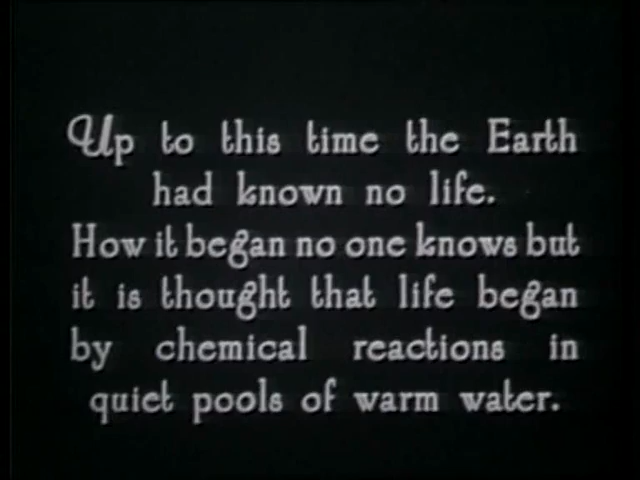 Up to this time the Earth
had known no life.
How it began no one knows but
it is thought that life began
by chemical reactions in
quiet pools of warm water.